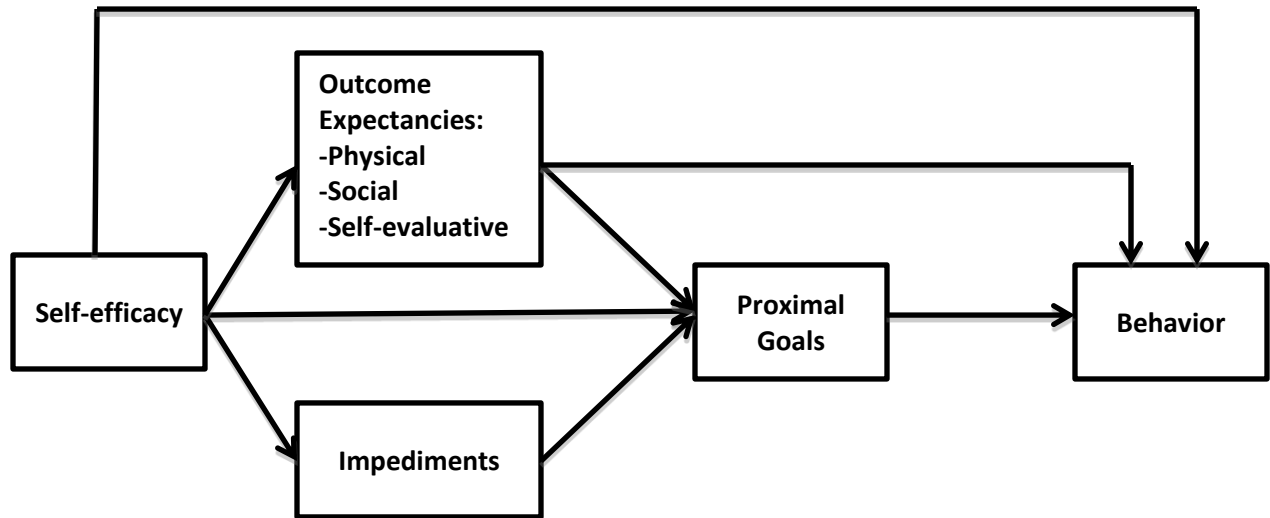 Outcome
Expectancies:
-Physical
-Social
-Self-evaluative
Self-efficacy
Proximal
Goals
Behavior
Impediments